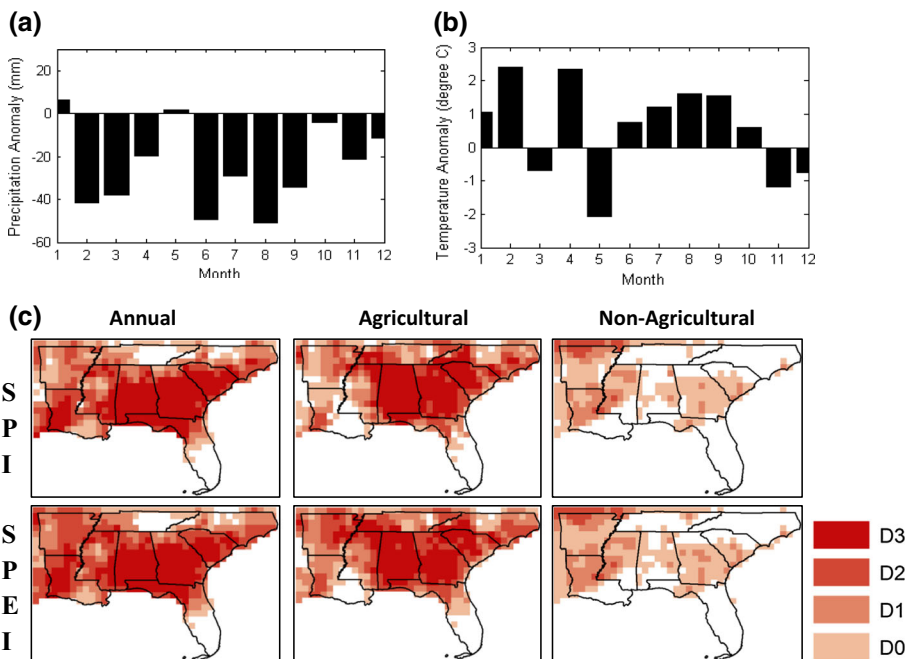 (a)
20
0
-20
-40
-60
1 2 3 4 5 6 7 8 9 10 11 12
Month
Precipitation Anomaly (mm)
(b)
3
2
1
0
-1
-2
-3
1 2 3 4 5 6 7 8 9 10 11 12
Month
Temperature Anomaly (degree C)
(c)
Annual Agricultural Non-Agricultural
S
P
I
S
P
E
I
D3
D2
D1
D0